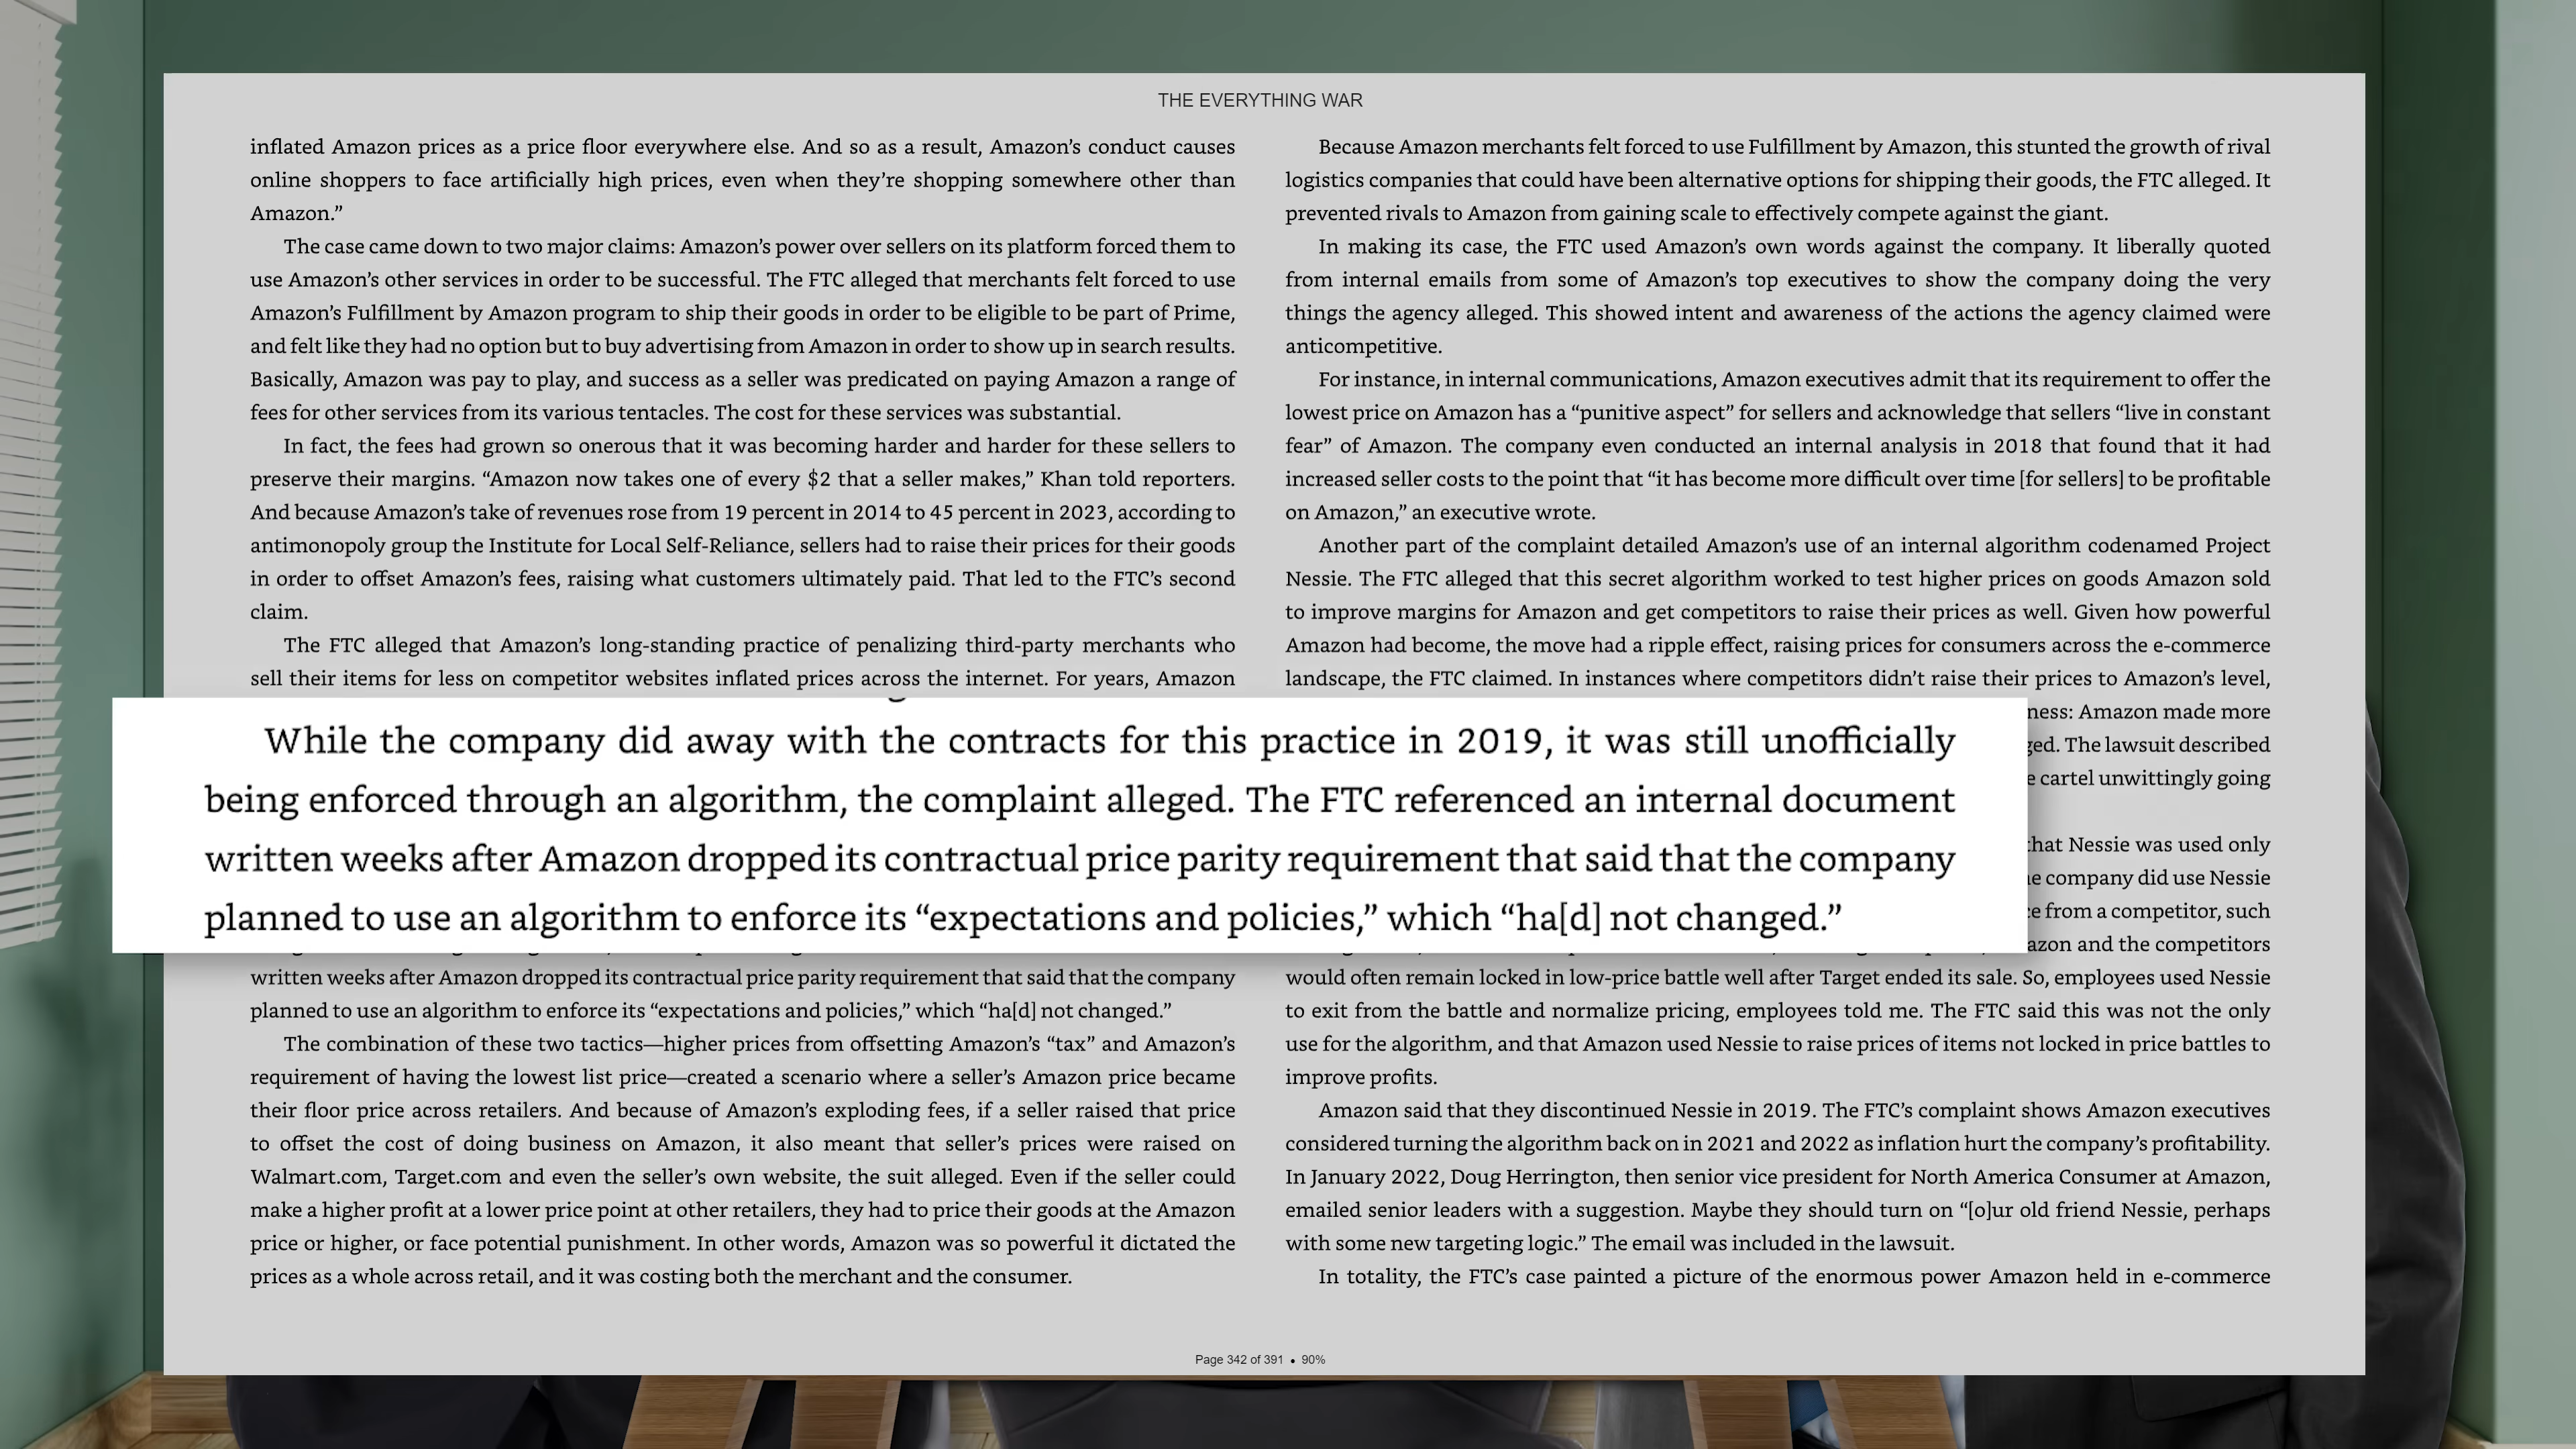 THE EVERYTHING WAR
inflated Amazon prices as a price floor everywhere else. And so as a result, Amazon’s conduct causes
online shoppers to face artificially high prices, even when they’re shopping somewhere other than
Amazon.”
The case came down to two major claims: Amazon’s power over sellers on its platform forced them to
use Amazon’s other services in order to be successful. The FTC alleged that merchants felt forced to use
Amazon’s Fulfillment by Amazon program to ship their goods in order to be eligible to be part of Prime,
and felt like they had no option but to buy advertising from Amazon in order to show up in search results.
Basically, Amazon was pay to play, and success as a seller was predicated on paying Amazon a range of
fees for other services from its various tentacles. The cost for these services was substantial.
In fact, the fees had grown so onerous that it was becoming harder and harder for these sellers to
preserve their margins. “Amazon now takes one of every $2 that a seller makes,” Khan told reporters.
And because Amazon’s take of revenues rose from 19 percent in 2014 to 45 percent in 2023, according to
antimonopoly group the Institute for Local Self-Reliance, sellers had to raise their prices for their goods
in order to offset Amazon’s fees, raising what customers ultimately paid. That led to the FTC’s second
claim.
The FTC alleged that Amazon’s long-standing practice of penalizing third-party merchants who
sell their items for less on competitor websites inflated prices across the internet. For years, Amazon
While the company did away with the contracts for this practice in 2019, it was still unofficially
being enforced through an algorithm, the complaint alleged. The FTC referenced an internal document
written weeks after Amazon dropped its contractual price parity requirement that said that the company
planned to use an algorithm to enforce its “expectations and policies,” which “ha[d] not changed.”
written weeks after Amazon dropped its contractual price parity requirement that said that the company
planned to use an algorithm to enforce its “expectations and policies,” which “ha[d] not changed.”
The combination of these two tactics—higher prices from offsetting Amazon’s “tax” and Amazon’s
requirement of having the lowest list price—created a scenario where a seller’s Amazon price became
their floor price across retailers. And because of Amazon’s exploding fees, if a seller raised that price
to offset the cost of doing business on Amazon, it also meant that seller’s prices were raised on
Walmart.com, Target.com and even the seller’s own website, the suit alleged. Even if the seller could
make a higher profit at a lower price point at other retailers, they had to price their goods at the Amazon
price or higher, or face potential punishment. In other words, Amazon was so powerful it dictated the
prices as a whole across retail, and it was costing both the merchant and the consumer.
Because Amazon merchants felt forced to use Fulfillment by Amazon, this stunted the growth of rival
logistics companies that could have been alternative options for shipping their goods, the FTC alleged. It
prevented rivals to Amazon from gaining scale to effectively compete against the giant.
In making its case, the FTC used Amazon’s own words against the company. It liberally quoted
from internal emails from some of Amazon’s top executives to show the company doing the very
things the agency alleged. This showed intent and awareness of the actions the agency claimed were
anticompetitive.
For instance, in internal communications, Amazon executives admit that its requirement to offer the
lowest price on Amazon has a “punitive aspect” for sellers and acknowledge that sellers “live in constant
fear” of Amazon. The company even conducted an internal analysis in 2018 that found that it had
increased seller costs to the point that “it has become more difficult over time [for sellers] to be profitable
on Amazon,” an executive wrote.
Another part of the complaint detailed Amazon’s use of an internal algorithm codenamed Project
Nessie. The FTC alleged that this secret algorithm worked to test higher prices on goods Amazon sold
to improve margins for Amazon and get competitors to raise their prices as well. Given how powerful
Amazon had become, the move had a ripple effect, raising prices for consumers across the e-commerce
landscape, the FTC claimed. In instances where competitors didn’t raise their prices to Amazon’s level,
ness: Amazon made more
ged. The lawsuit described
cartel unwittingly going
that Nessie was used only
company did use Nessie
from a competitor, such
azon and the competitors
would often remain locked in low-price battle well after Target ended its sale. So, employees used Nessie
to exit from the battle and normalize pricing, employees told me. The FTC said this was not the only
use for the algorithm, and that Amazon used Nessie to raise prices of items not locked in price battles to
improve profits.
Amazon said that they discontinued Nessie in 2019. The FTC’s complaint shows Amazon executives
considered turning the algorithm back on in 2021 and 2022 as inflation hurt the company’s profitability.
In January 2022, Doug Herrington, then senior vice president for North America Consumer at Amazon,
emailed senior leaders with a suggestion. Maybe they should turn on “[o]ur old friend Nessie, perhaps
with some new targeting logic.” The email was included in the lawsuit.
In totality, the FTC’s case painted a picture of the enormous power Amazon held in e-commerce
Page 342 of 391 • 90%